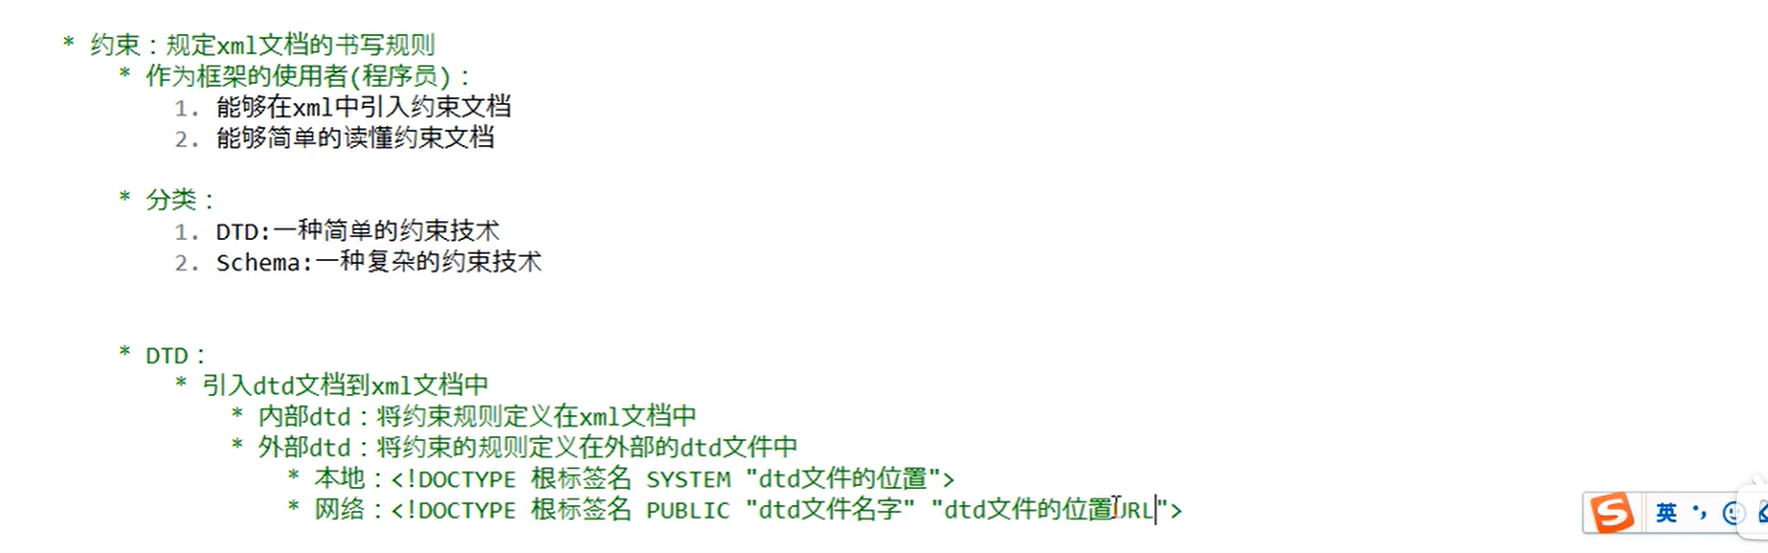 * 约束：规定xml文档的书写规则
* 作为框架的使用者(程序员)：
1. 能够在xml中引入约束文档
2. 能够简单的读懂约束文档
* 分类：
1. DTD:一种简单的约束技术
2. Schema:一种复杂的约束技术
* DTD：
* 引入dtd文档到xml文档中
* 内部dtd：将约束规则定义在xml文档中
* 外部dtd：将约束的规则定义在外部的dtd文件中
* 本地：<!DOCTYPE 根标签名 SYSTEM "dtd文件的位置">
* 网络：<!DOCTYPE 根标签名 PUBLIC "dtd文件名字" "dtd文件的位置URL">
S 英